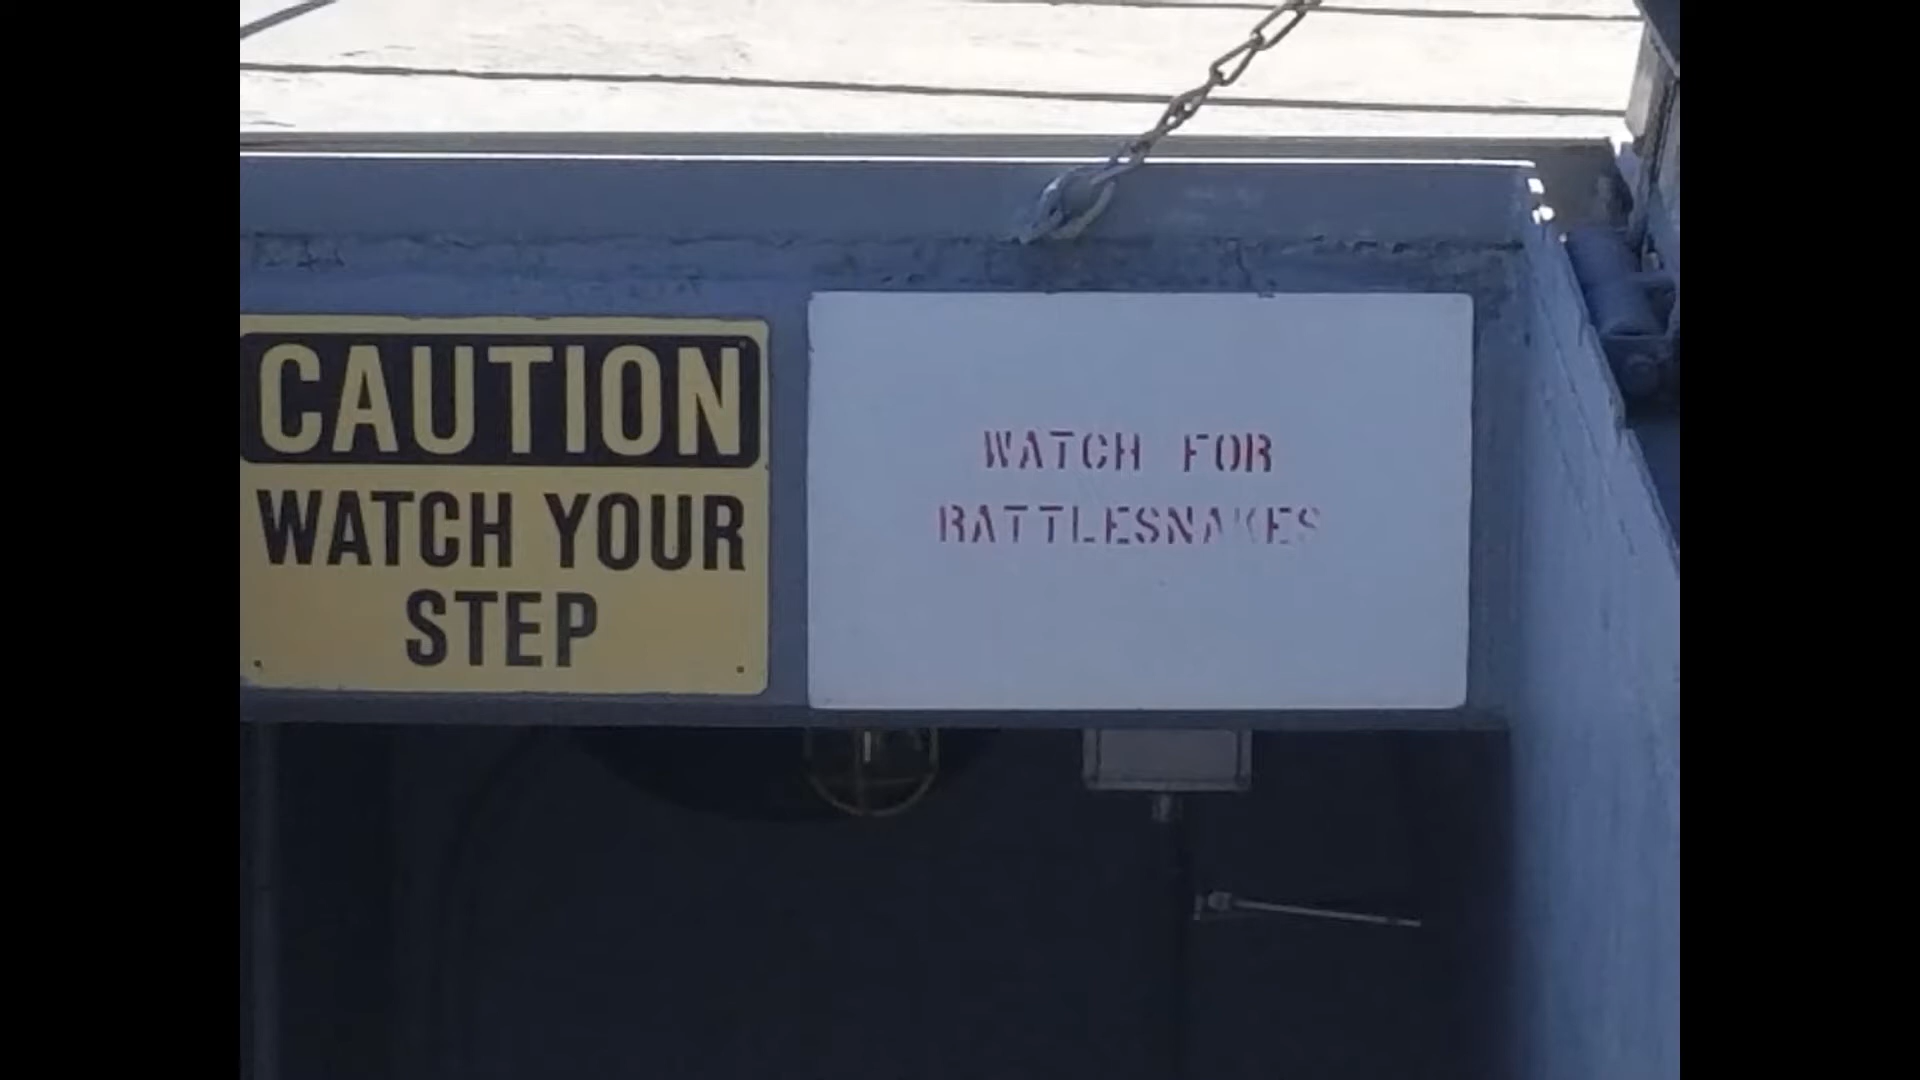 CAUTION
WATCH YOUR
STEP
WATCH FOR
RATTLESNAKES